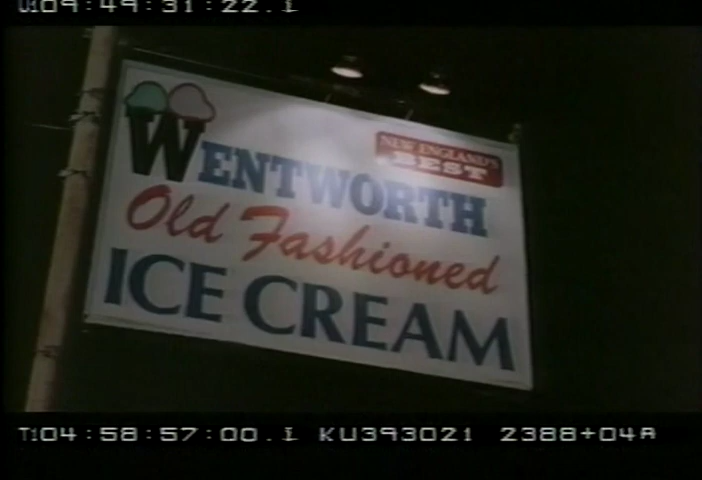 U109:49:31:22.1
NEW ENGLAND'S
BEST
WENTWORTH
Old Fashioned
ICE CREAM
T104:58:57:00.1 KU393021 2388+04A